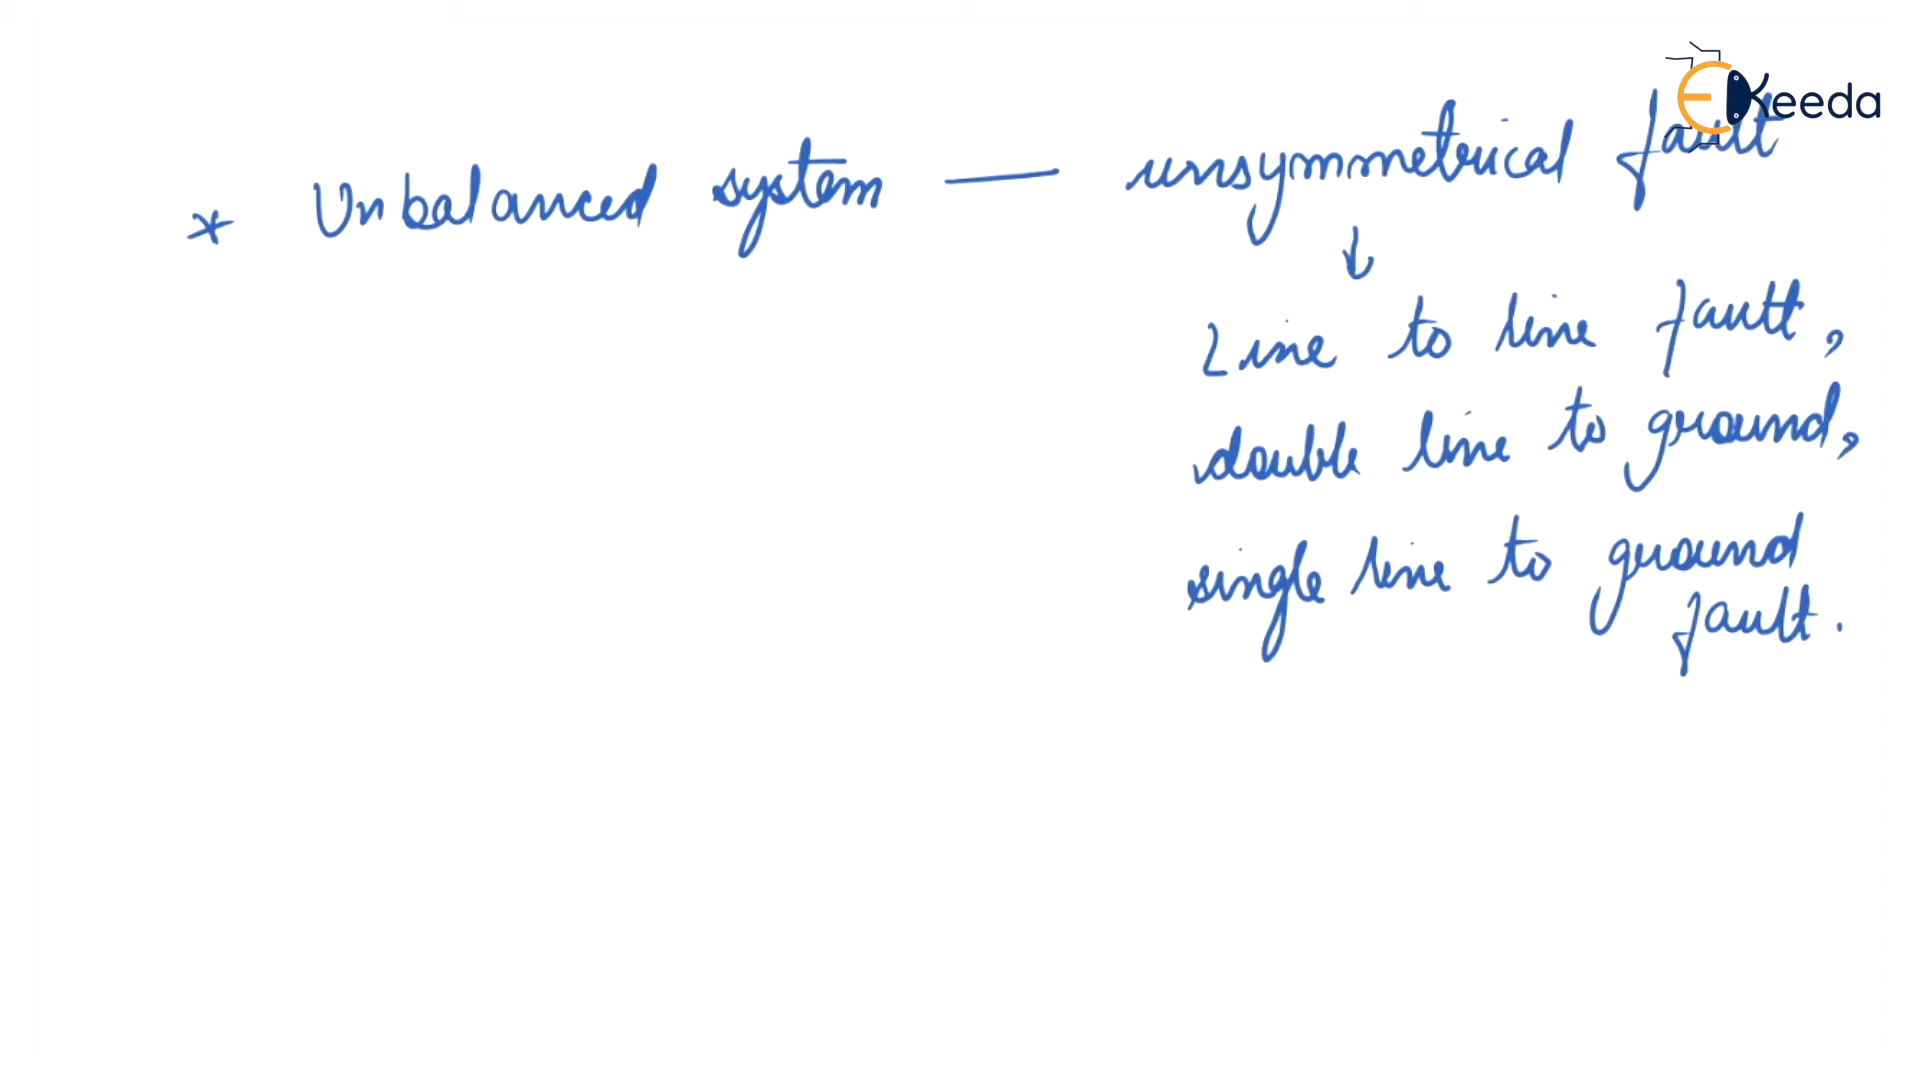 EKeeda
* Unbalanced system — unsymmetrical fault
↓
Line to line fault,
double line to ground,
single line to ground
fault.